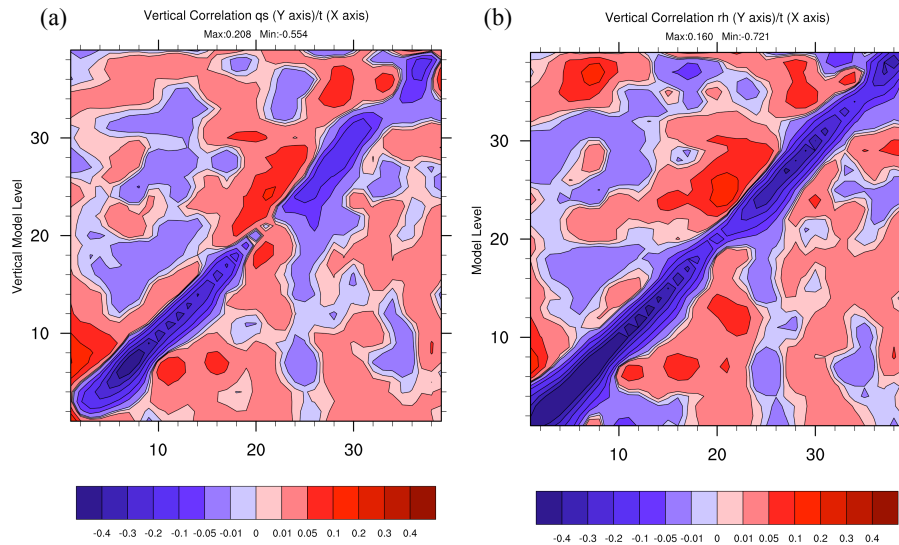 (a)
Vertical Correlation qs (Y axis)/t (X axis)
Max:0.208 Min:-0.554
Vertical Model Level
30
20
10
10 20 30
-0.4 -0.3 -0.2 -0.1 -0.05 -0.01 0 0.01 0.05 0.1 0.2 0.3 0.4
(b)
Vertical Correlation rh (Y axis)/t (X axis)
Max:0.160 Min:-0.721
Model Level
30
20
10
10 20 30
-0.4 -0.3 -0.2 -0.1 -0.05 -0.01 0 0.01 0.05 0.1 0.2 0.3 0.4